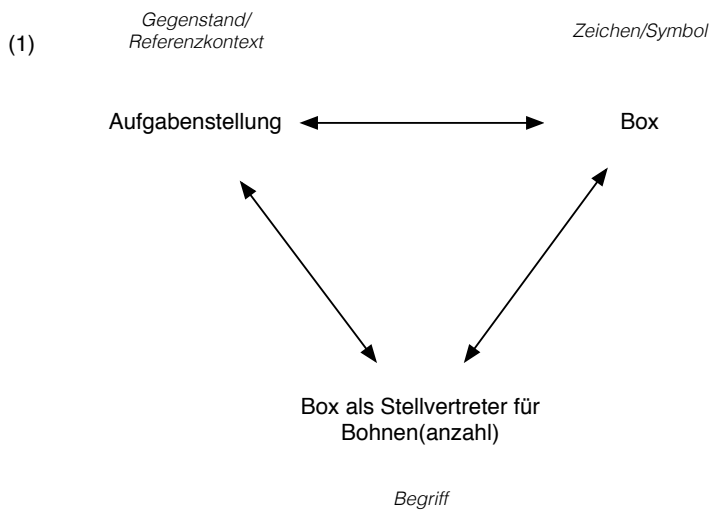 (1)
Gegenstand/
Referenzkontext
Zeichen/Symbol
Aufgabenstellung
Box
Box als Stellvertreter für
Bohnen(anzahl)
Begriff